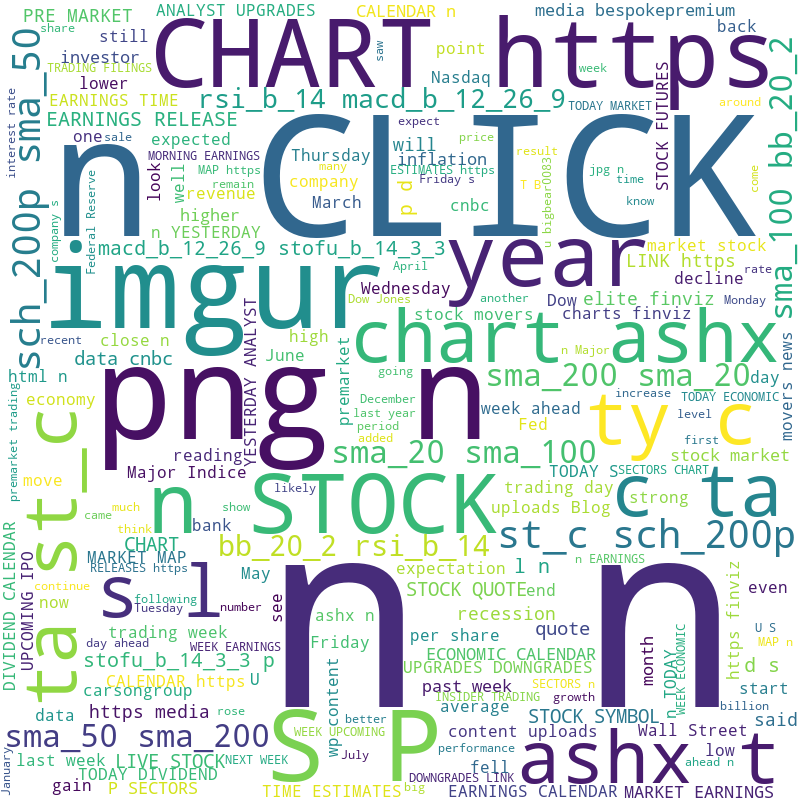 PRE MARKET
ANALYST UPGRADES
CALENDAR n
media bespokepremium
share
still
CHART https
back
investor
saw
point
TRADING FILINGS
lower
Nasdaq
week
EARNINGS TIME
rsi_b_14 macd_b_12_26_9
TODAY MARKET
around
EARNINGS RELEASE
expect
price
interest rate
sch_200p sma_50
n CLICK
STOCK FUTURES
sma_100 bb_20_2
one
sale
expected
will
result
MORNING EARNINGS
Thursday
inflation
many
MAP https
ESTIMATES https
T B
jpg n
look
well
company
remain
Friday s
time
come
revenue
March
p d
cnbc
u bigbear0083
know
higher
n YESTERDAY
company s
Federal Reserve
macd_b_12_26_9 stofu_b_14_3_3
year
market stock
LINK https
imgur
April
Wednesday
decline
rate
Dow Jones
another
Dow
elite finviz
Monday
stock movers
charts finviz
recent
close n
high
chart ashx
n Major
data cnbc
June
premarket
going
html n
png n
sma_200 sma_20
day
movers news
economy
YESTERDAY ANALYST
December
last year
week ahead
increase
TODAY ECONOMIC
period
Fed
ty c
level
added
first
premarket trading
ta st_c
reading
sma_20 sma_100
stock market
move
Major Indice
TODAY S
SECTORS CHART
likely
trading day
strong
much
show
n STOCK
uploads Blog
c ta
came
think
bank
st_c sch_200p
DIVIDEND CALENDAR
CHART
bb_20_2 rsi_b_14
n EARNINGS
UPCOMING IPO
MARKET MAP
May
RELEASES https
expectation
l n
s l
n n
continue
following
STOCK QUOTE
end
even
now
Tuesday
number
see
ashx n
recession
U S
trading week
per share
quote
MAP n
day ahead
WEEK EARNINGS
Friday
ECONOMIC CALENDAR
month
WEEK ECONOMIC
https finviz
stofu_b_14_3_3 p
UPGRADES DOWNGRADES
d s
CALENDAR https
U
past week
SECTORS n
n TODAY
carsongroup
INSIDER TRADING
growth
start
data
https media
rose
wp content
average
STOCK SYMBOL
billion
said
better
S P
January
sma_50 sma_200
WEEK UPCOMING
content uploads
Wall Street
July
performance
ashx t
low
last week
LIVE STOCK
NEXT WEEK
fell
ahead n
TODAY DIVIDEND
DOWNGRADES LINK
gain
P SECTORS
TIME ESTIMATES
big
EARNINGS CALENDAR
MARKET EARNINGS